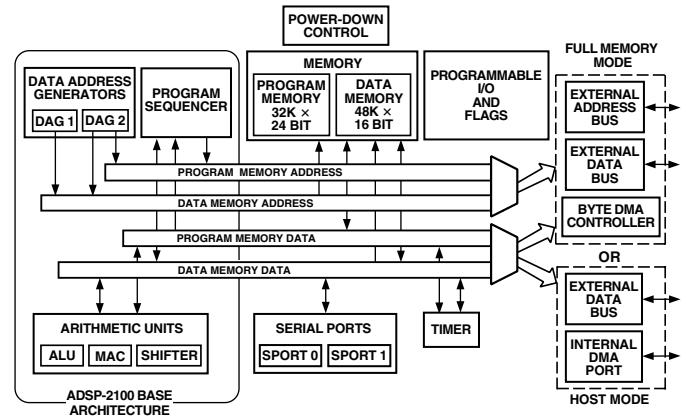 POWER-DOWN
CONTROL
FULL MEMORY
MODE
DATA ADDRESS
GENERATORS
DAG 1
DAG 2
PROGRAM
SEQUENCER
MEMORY
PROGRAM
MEMORY
32K ×
24 BIT
DATA
MEMORY
48K ×
16 BIT
PROGRAMMABLE
I/O
AND
FLAGS
EXTERNAL
ADDRESS
BUS
EXTERNAL
DATA
BUS
BYTE DMA
CONTROLLER
PROGRAM MEMORY ADDRESS
DATA MEMORY ADDRESS
PROGRAM MEMORY DATA
DATA MEMORY DATA
OR
EXTERNAL
DATA
BUS
INTERNAL
DMA
PORT
HOST MODE
ARITHMETIC UNITS
ALU
MAC
SHIFTER
SERIAL PORTS
SPORT 0
SPORT 1
TIMER
ADSP-2100 BASE
ARCHITECTURE